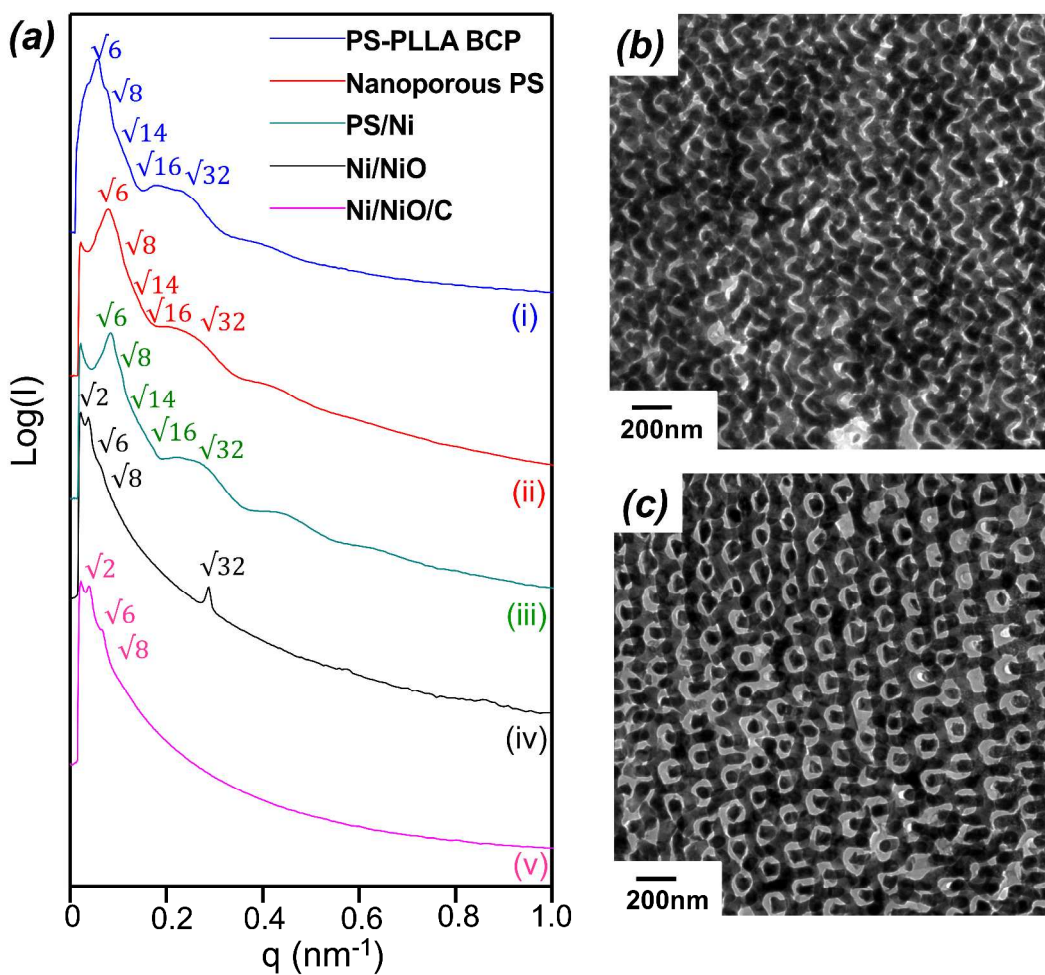 (a)
PS-PLLA BCP
Nanoporous PS
PS/Ni
Ni/NiO
Ni/NiO/C
√6
√8
√14
√16
√32
(i)
√6
√8
√14
√16
√32
(ii)
√6
√8
√14
√16
√32
(iii)
√2
√6
√8
√32
(iv)
√2
√6
√8
(v)
Log(I)
0 0.2 0.4 0.6 0.8 1.0
q (nm⁻¹)
(b)
200nm
(c)
200nm